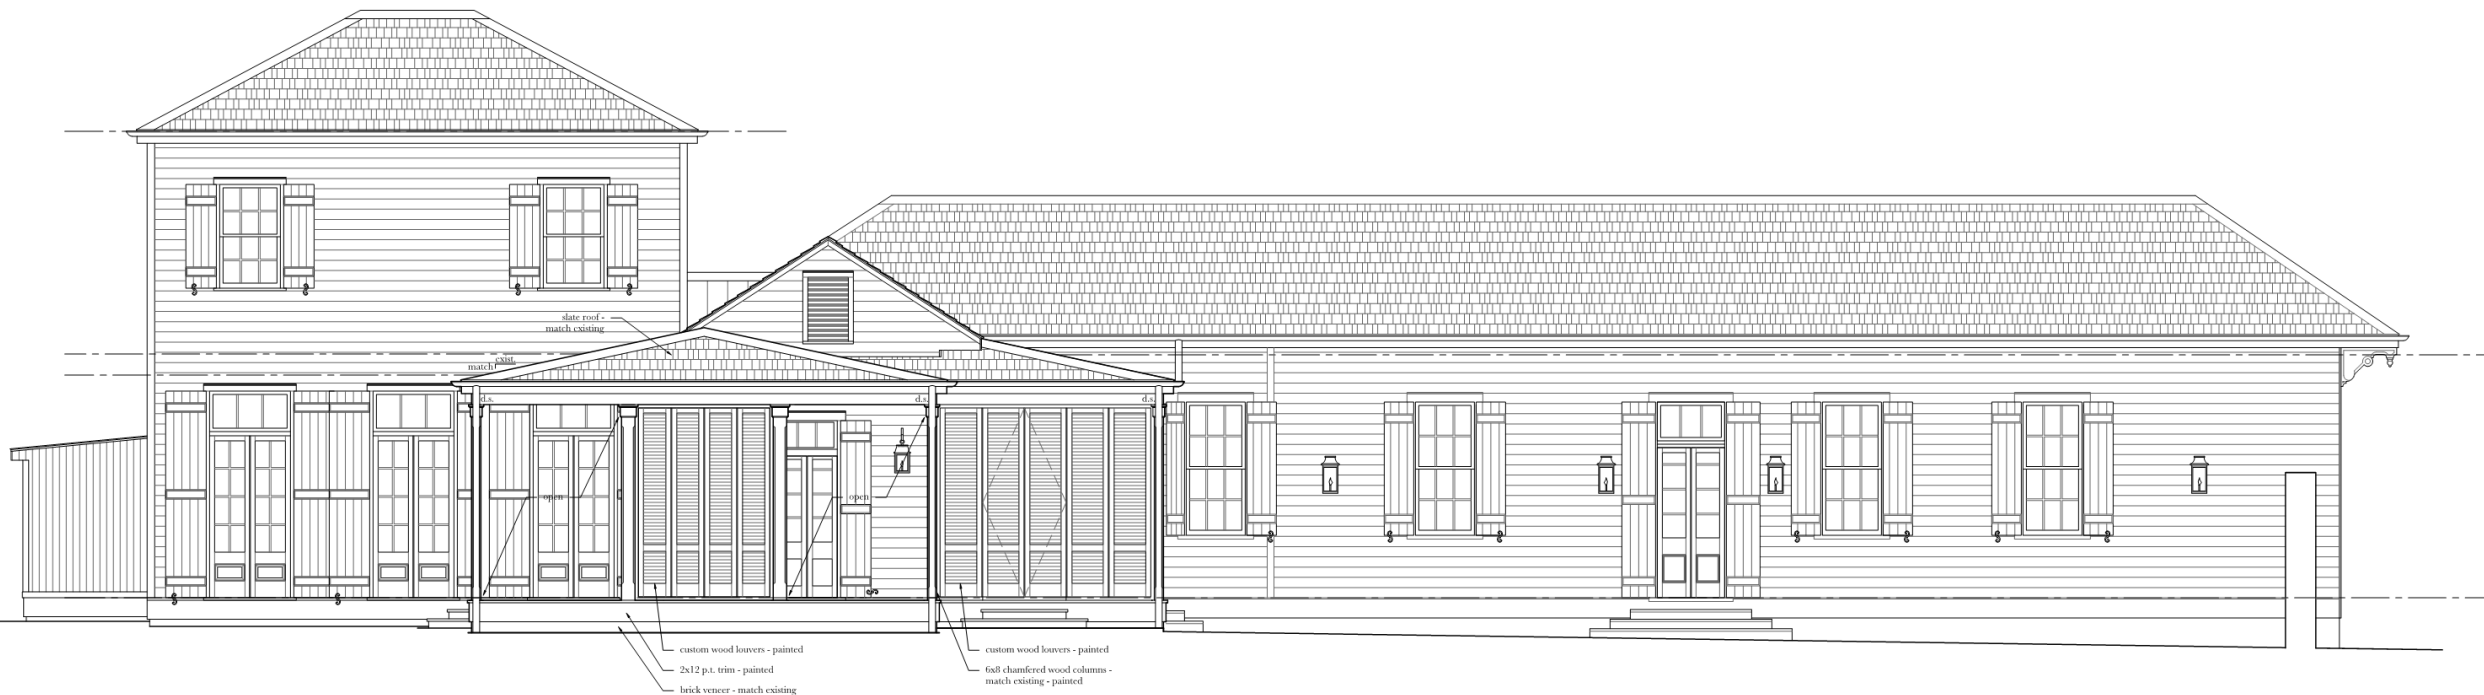 slate roof -
match existing
exist.
match
d.s.
d.s.
d.s.
open
open
custom wood louvers - painted
2x12 p.t. trim - painted
brick veneer - match existing
custom wood louvers - painted
6x8 chamfered wood columns -
match existing - painted